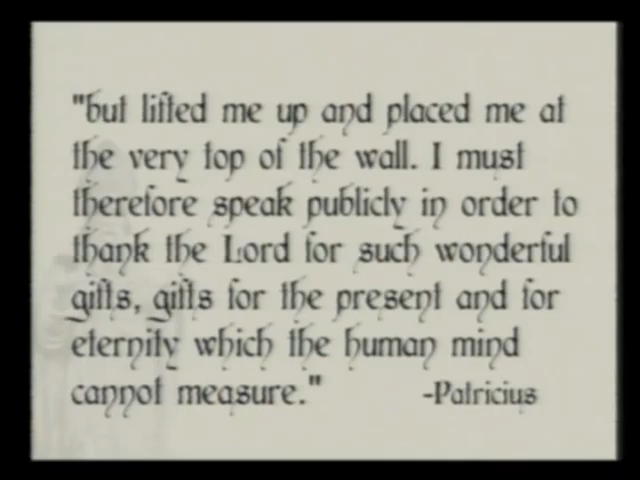 "but lifted me up and placed me at
the very top of the wall. I must
therefore speak publicly in order to
thank the Lord for such wonderful
gifts, gifts for the present and for
eternity which the human mind
cannot measure."
-Patricius